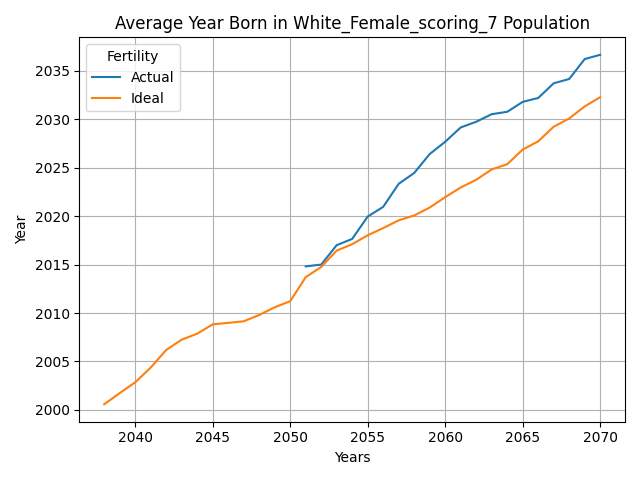 Average Year Born in White_Female_scoring_7 Population
Fertility
Actual
Ideal
Year
2035
2030
2025
2020
2015
2010
2005
2000
2040 2045 2050 2055 2060 2065 2070
Years